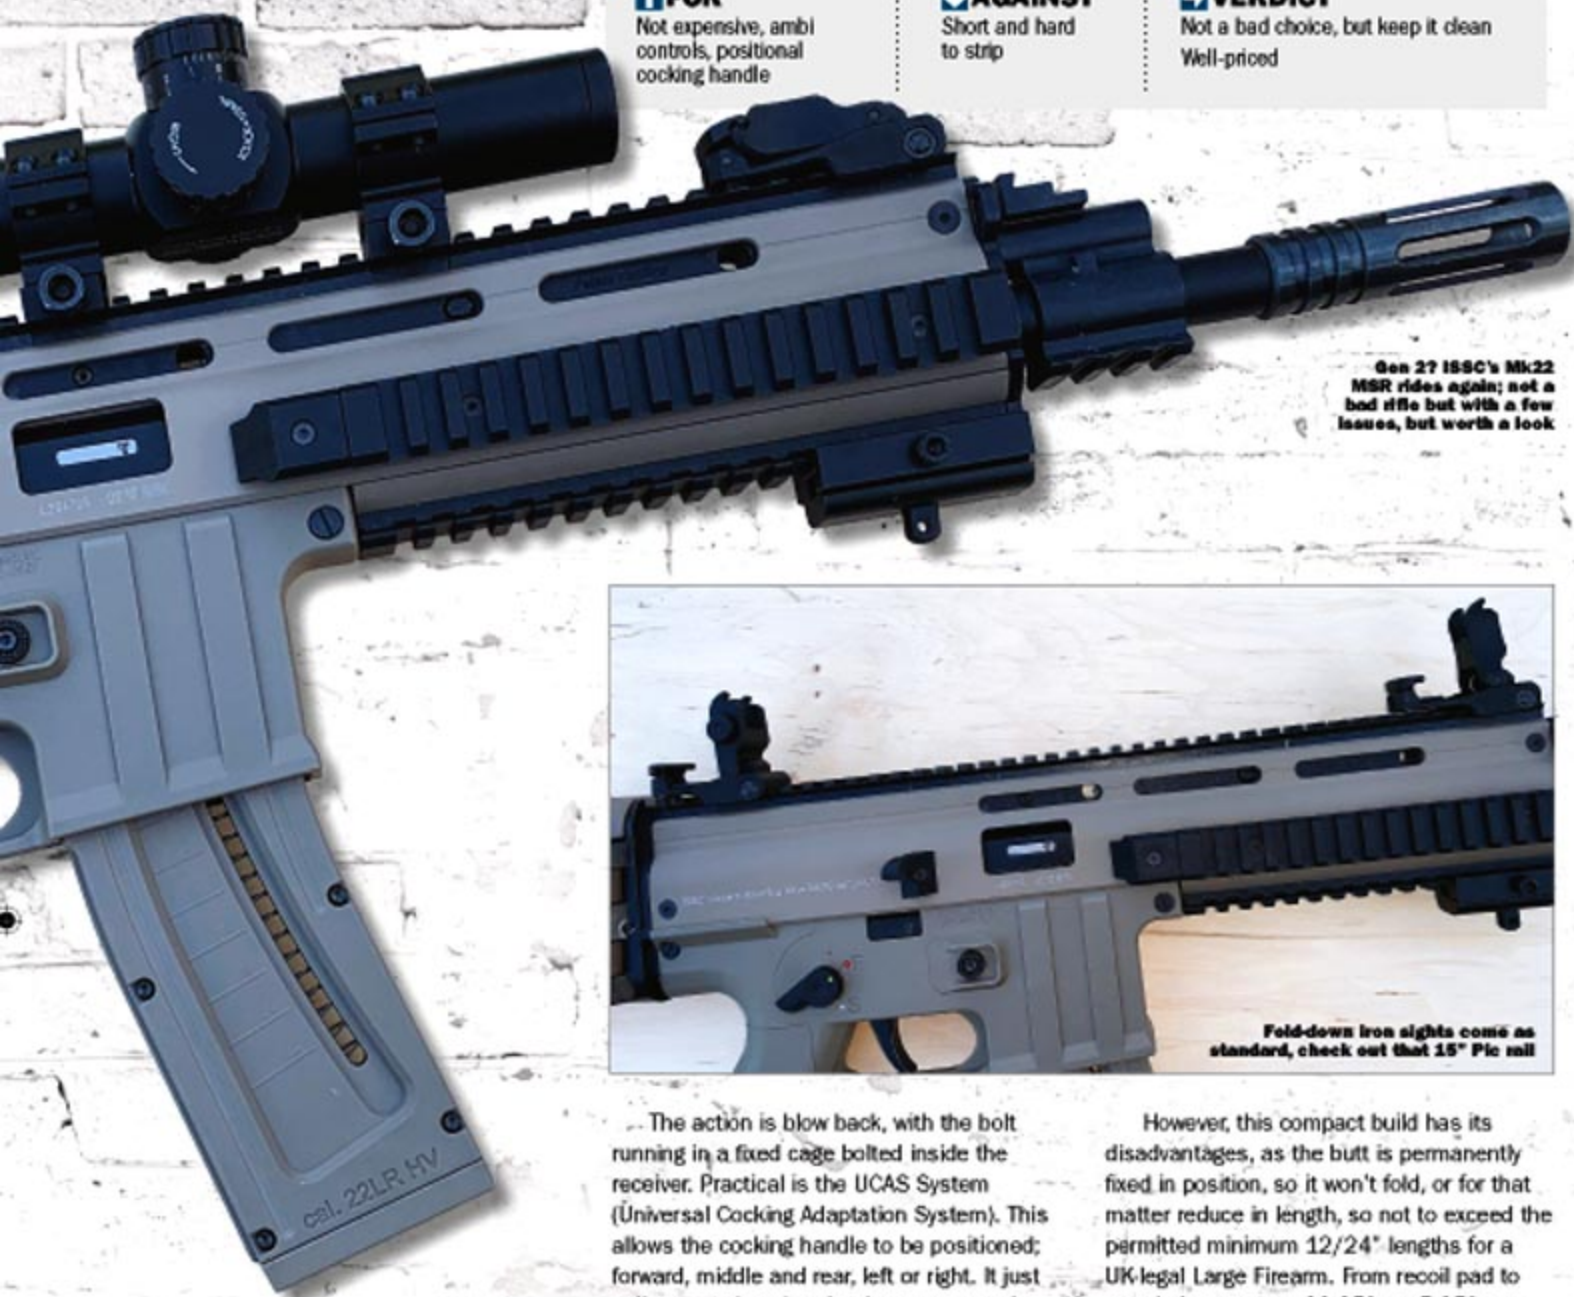 FOR
Not expensive, ambi
controls, positional
cocking handle
AGAINST
Short and hard
to strip
VERDICT
Not a bad choice, but keep it clean
Well-priced
Gen 2? ISSC's Mk22
MSR rides again; not a
bad rifle but with a few
issues, but worth a look
cal. 22LR HV
Fold-down iron sights come as
standard, check out that 15" Pic rail
The action is blow back, with the bolt
running in a fixed cage bolted inside the
receiver. Practical is the UCAS System
(Universal Cocking Adaptation System). This
allows the cocking handle to be positioned;
forward, middle and rear, left or right. It just
However, this compact build has its
disadvantages, as the butt is permanently
fixed in position, so it won't fold, or for that
matter reduce in length, so not to exceed the
permitted minimum 12/24" lengths for a
UK-legal Large Firearm. From recoil pad to